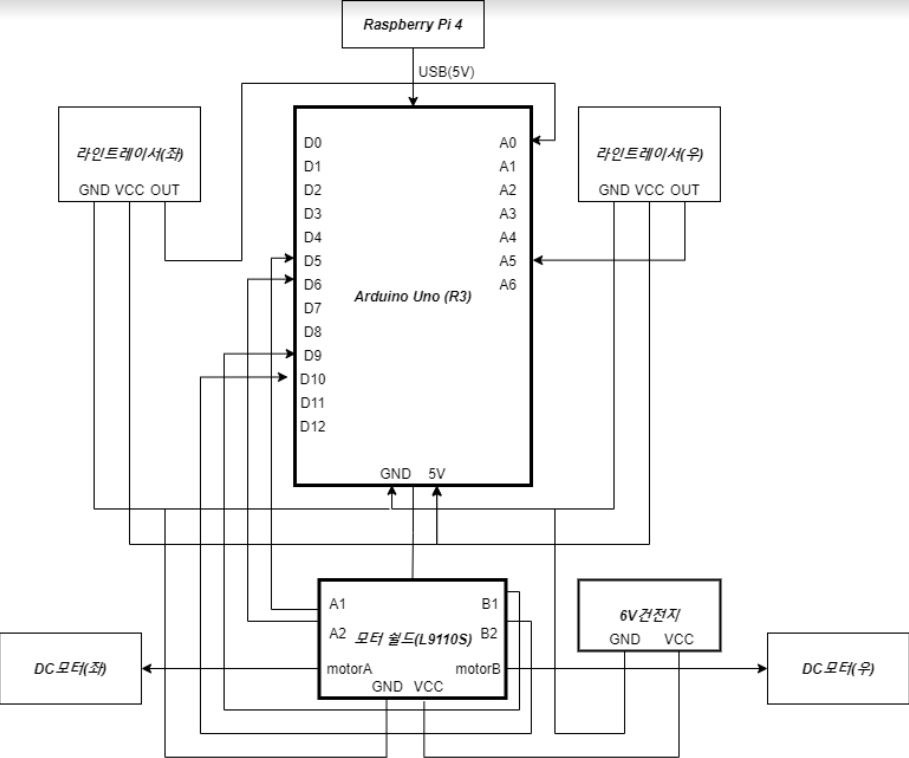 Raspberry Pi 4
USB(5V)
라인트레이서(좌)
GND VCC OUT
라인트레이서(우)
GND VCC OUT
D0
D1
D2
D3
D4
D5
D6
D7
D8
D9
D10
D11
D12
A0
A1
A2
A3
A4
A5
A6
Arduino Uno (R3)
GND 5V
A1
A2
B1
B2
모터 쉴드(L9110S)
motorA
motorB
GND VCC
6V건전지
GND VCC
DC모터(좌)
DC모터(우)